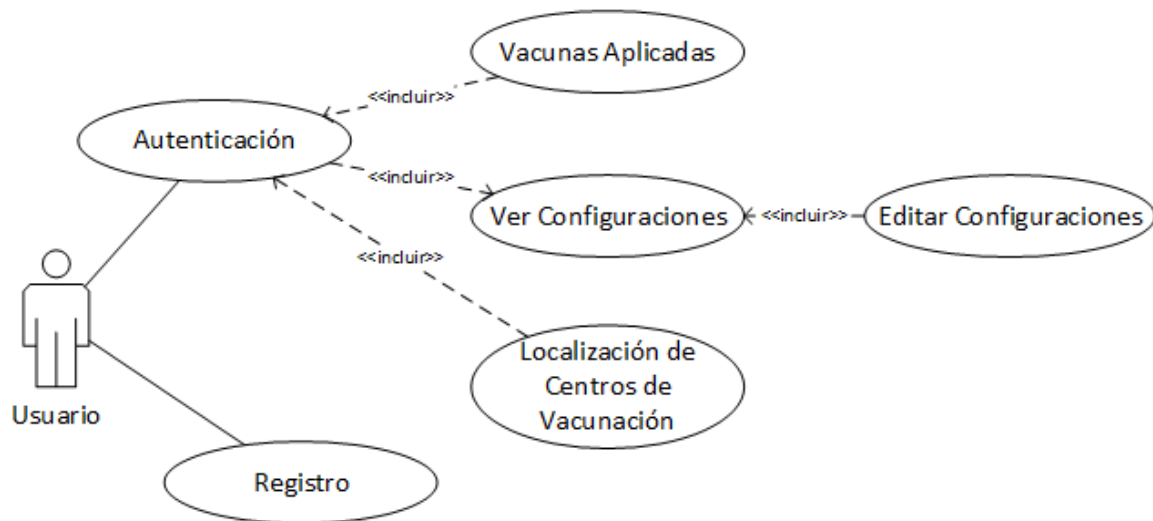 Vacunas Aplicadas
<<incluir>>
Autenticación
<<incluir>>
Ver Configuraciones
<<incluir>>
Editar Configuraciones
<<incluir>>
Localización de
Centros de
Vacunación
Usuario
Registro